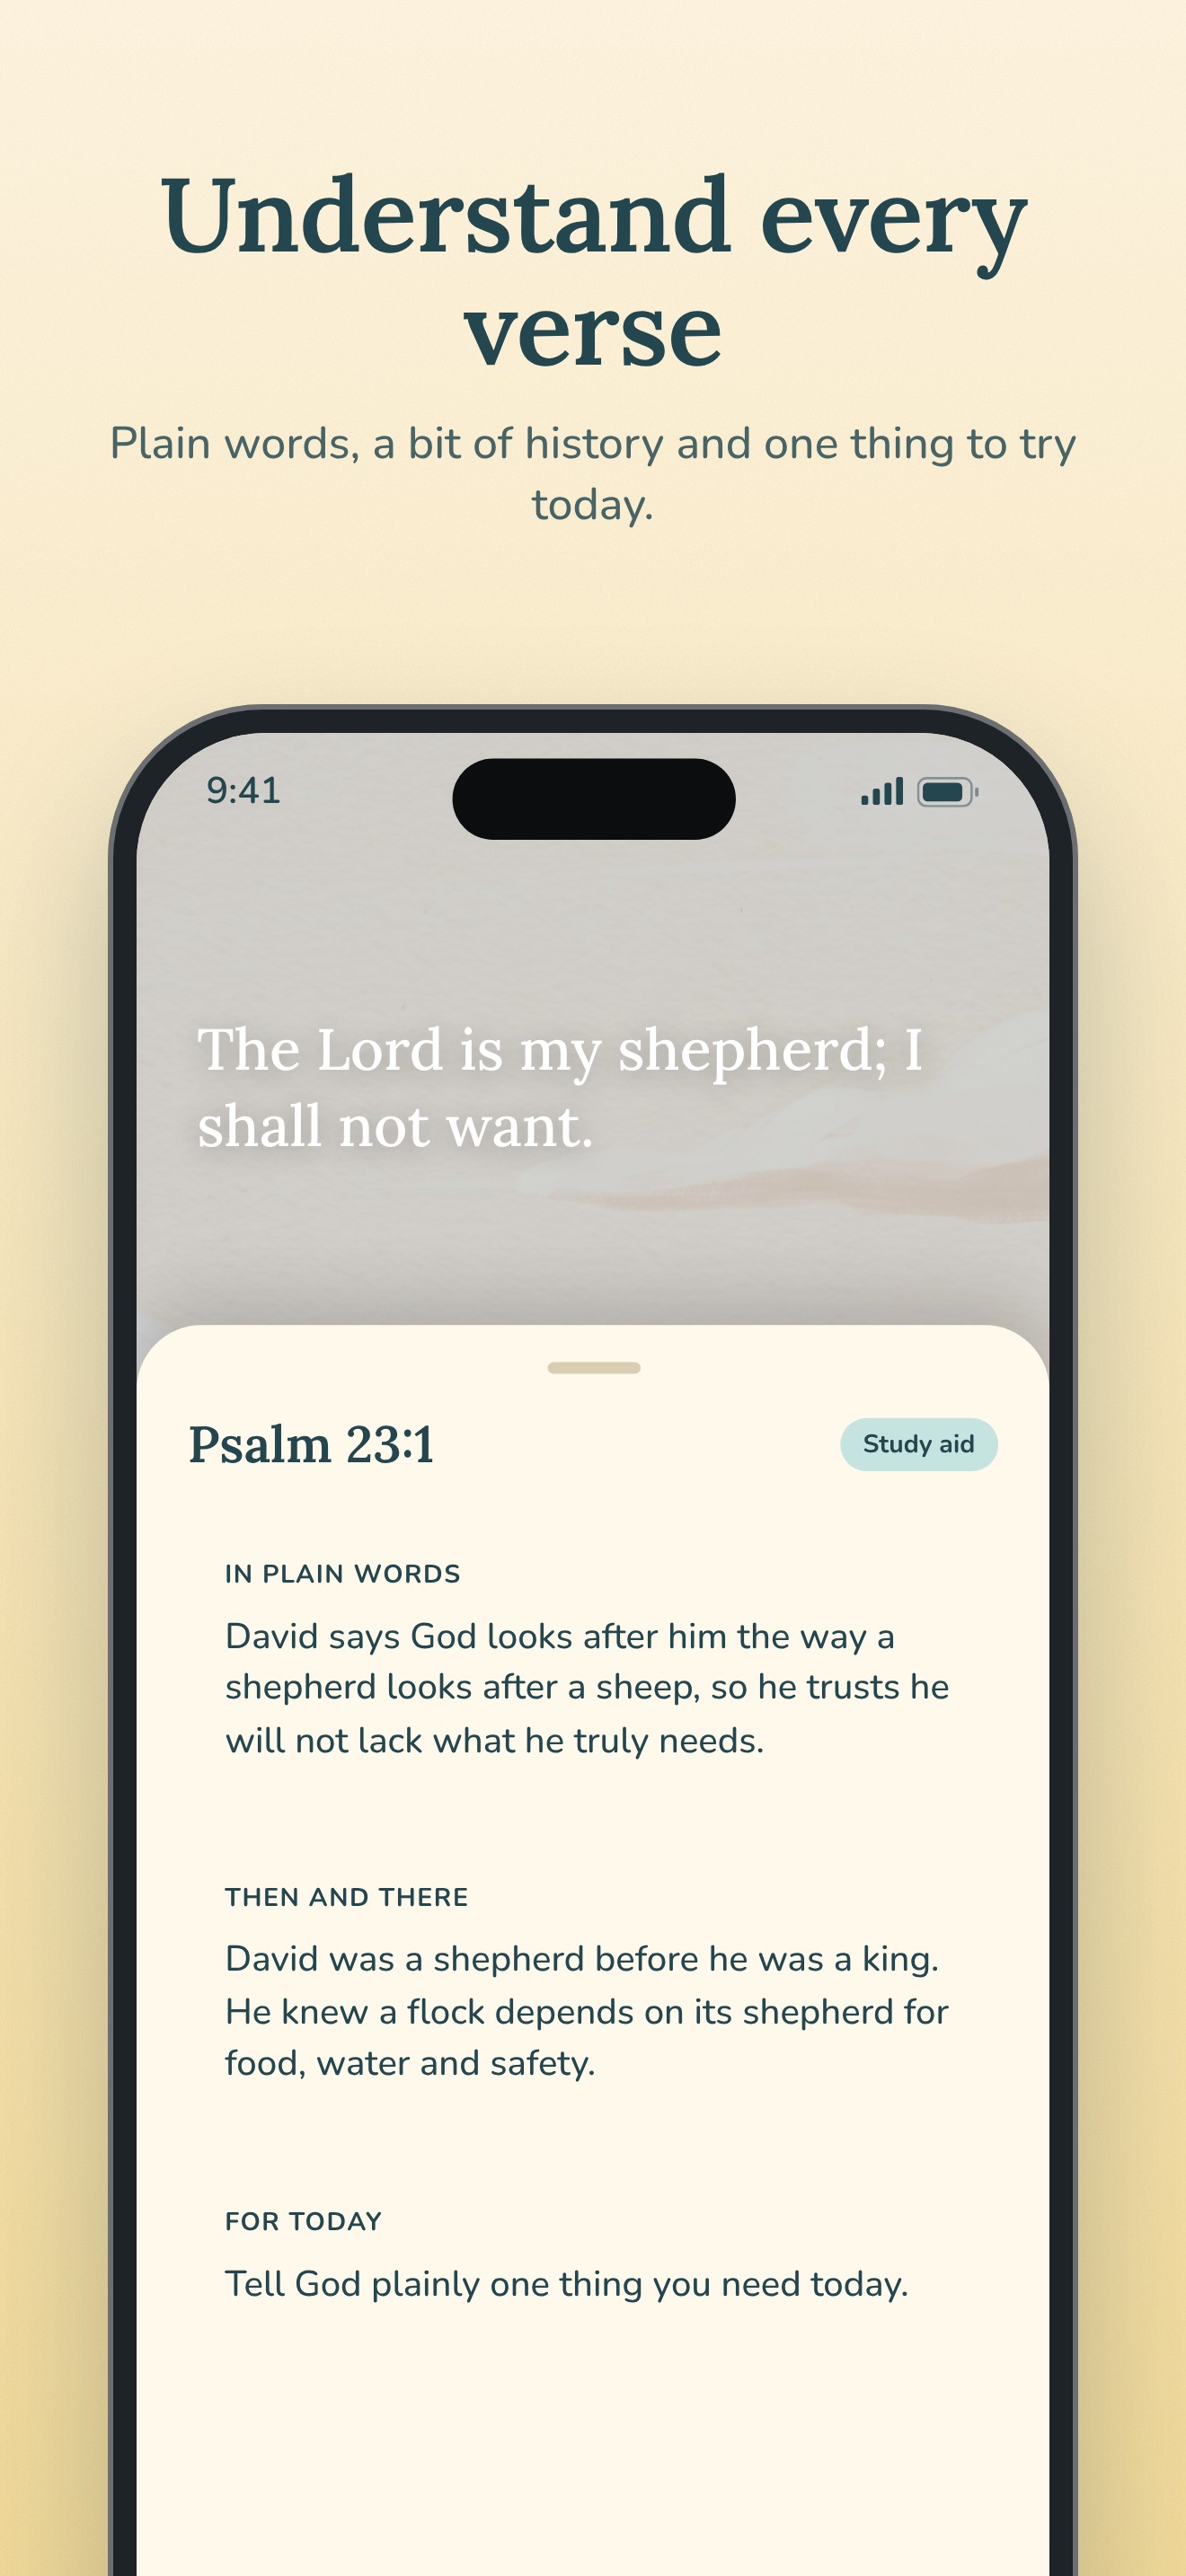 Understand every
verse
Plain words, a bit of history and one thing to try
today.
9:41
The Lord is my shepherd; I
shall not want.
Psalm 23:1
Study aid
IN PLAIN WORDS
David says God looks after him the way a
shepherd looks after a sheep, so he trusts he
will not lack what he truly needs.
THEN AND THERE
David was a shepherd before he was a king.
He knew a flock depends on its shepherd for
food, water and safety.
FOR TODAY
Tell God plainly one thing you need today.